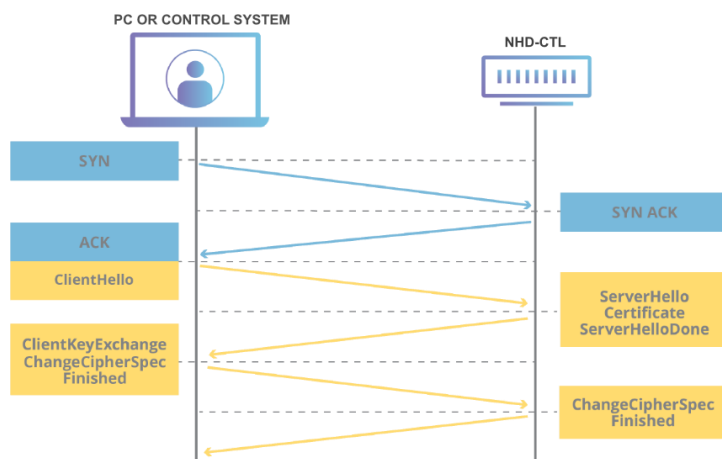 PC OR CONTROL SYSTEM
NHD-CTL
SYN
SYN ACK
ACK
ClientHello
ServerHello
Certificate
ServerHelloDone
ClientKeyExchange
ChangeCipherSpec
Finished
ChangeCipherSpec
Finished